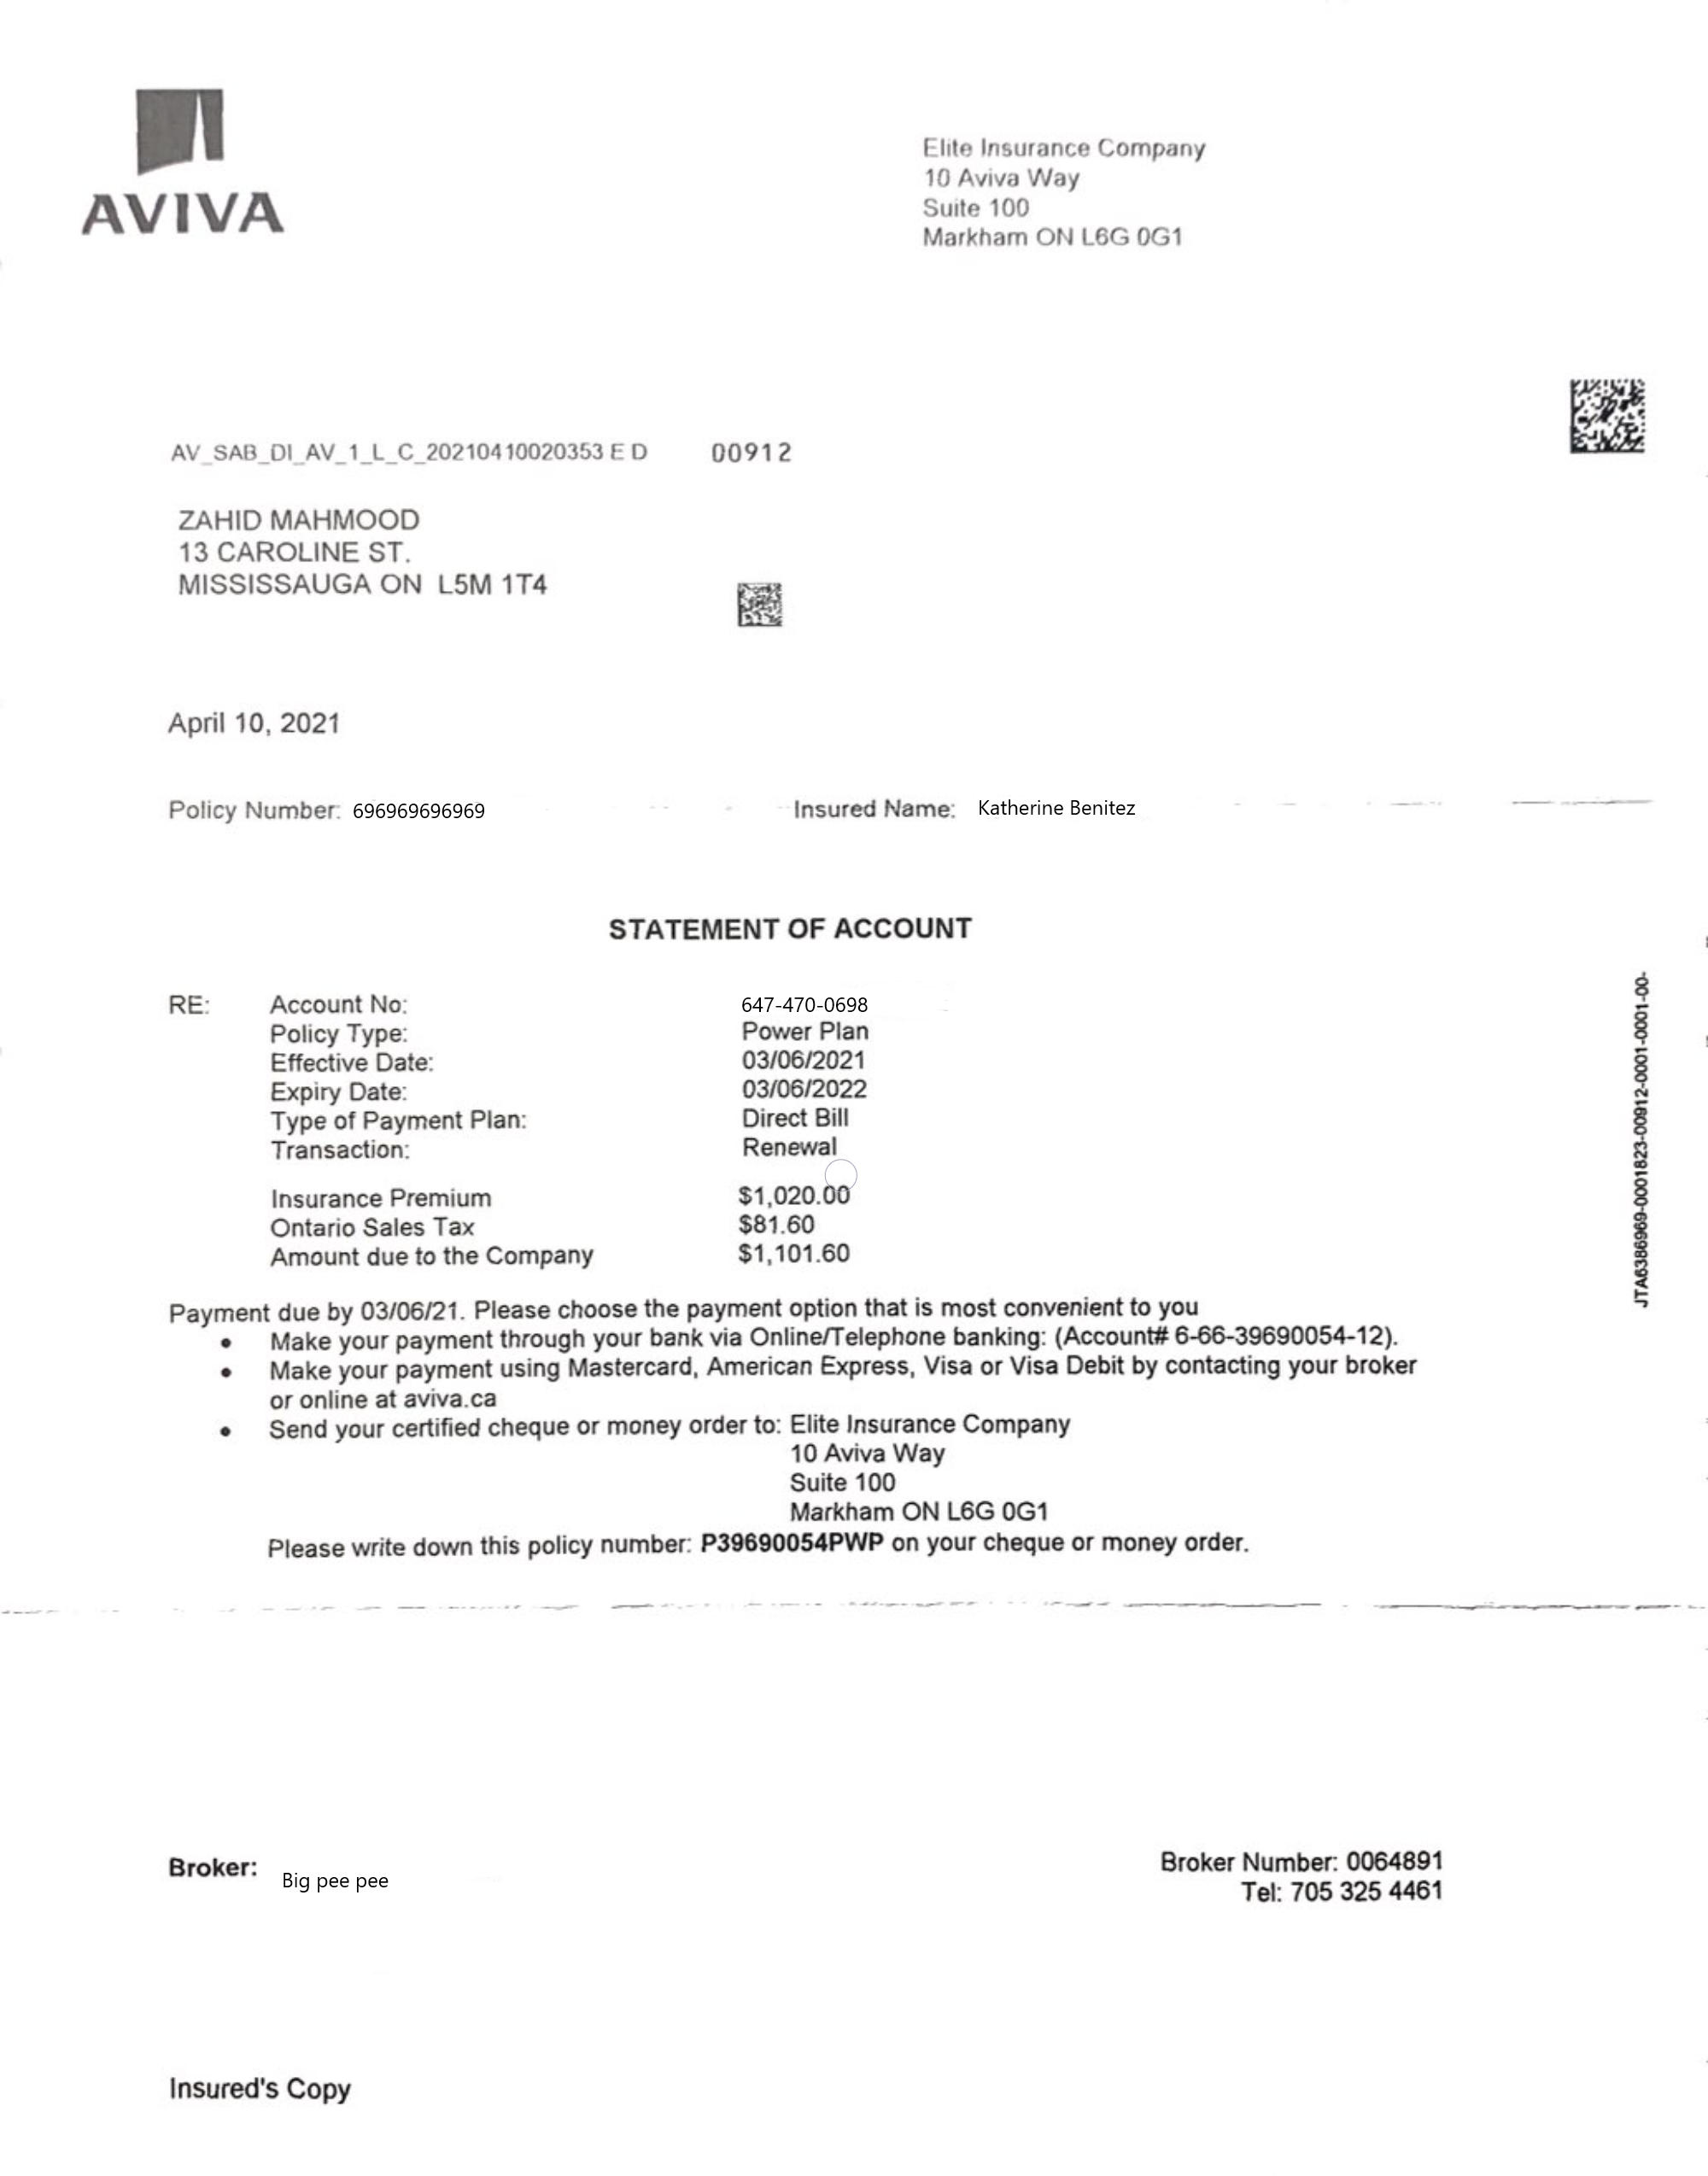 AVIVA
Elite Insurance Company
10 Aviva Way
Suite 100
Markham ON L6G 0G1
AV_SAB_DI_AV_1_L_C_20210410020353 E D 00912
ZAHID MAHMOOD
13 CAROLINE ST.
MISSISSAUGA ON L5M 1T4
April 10, 2021
Policy Number: 696969696969 Insured Name: Katherine Benitez
STATEMENT OF ACCOUNT
RE: Account No: 647-470-0698
Policy Type: Power Plan
Effective Date: 03/06/2021
Expiry Date: 03/06/2022
Type of Payment Plan: Direct Bill
Transaction: Renewal
Insurance Premium $1,020.00
Ontario Sales Tax $81.60
Amount due to the Company $1,101.60
Payment due by 03/06/21. Please choose the payment option that is most convenient to you
• Make your payment through your bank via Online/Telephone banking: (Account# 6-66-39690054-12).
• Make your payment using Mastercard, American Express, Visa or Visa Debit by contacting your broker
or online at aviva.ca
• Send your certified cheque or money order to: Elite Insurance Company
10 Aviva Way
Suite 100
Markham ON L6G 0G1
Please write down this policy number: P39690054PWP on your cheque or money order.
JTA6386969-0001823-00912-0001-0001-00-
Broker: Big pee pee
Broker Number: 0064891
Tel: 705 325 4461
Insured's Copy